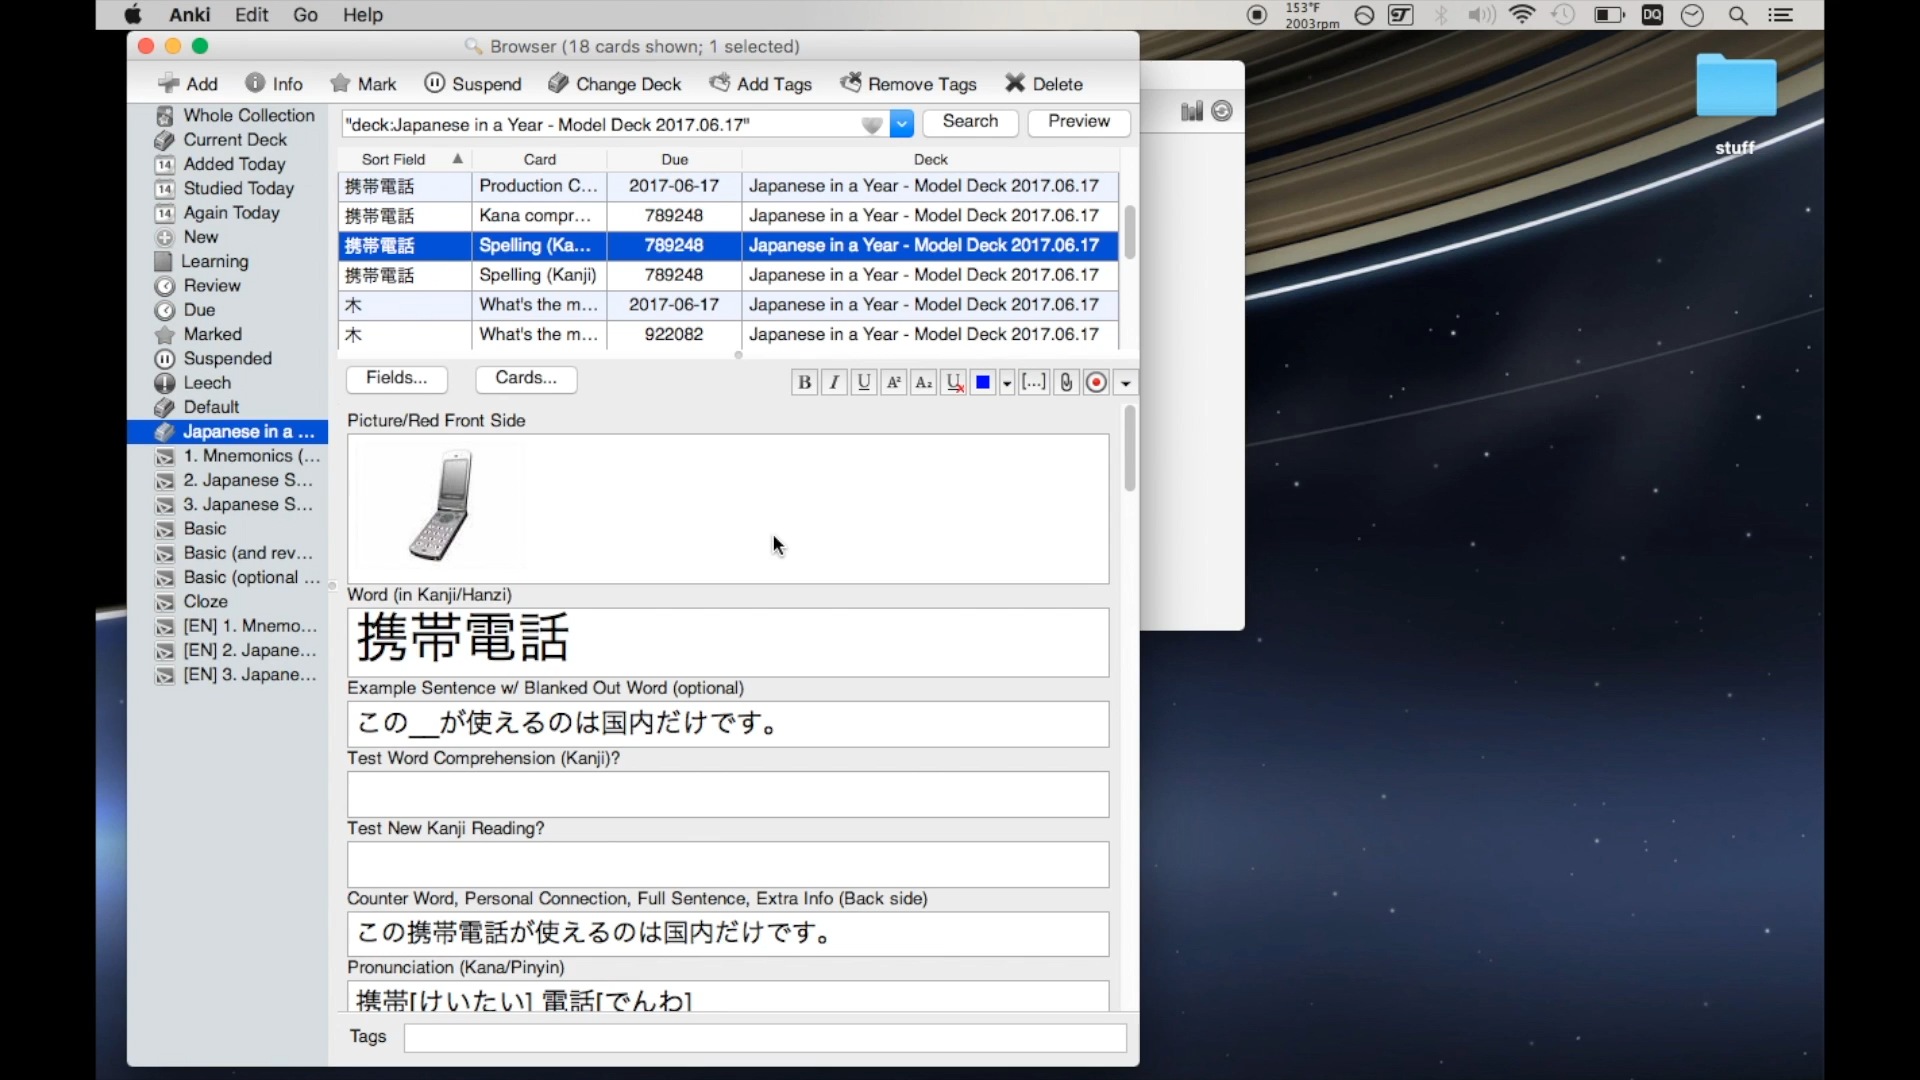 Anki Edit Go Help
153°F
2003rpm
DQ
Browser (18 cards shown; 1 selected)
Add Info Mark Suspend Change Deck Add Tags Remove Tags Delete
stuff
Whole Collection
Current Deck
14 Added Today
14 Studied Today
14 Again Today
New
Learning
Review
Due
Marked
Suspended
Leech
Default
Japanese in a ...
1. Mnemonics (...
2. Japanese S...
3. Japanese S...
Basic
Basic (and rev...
Basic (optional ...
Cloze
[EN] 1. Mnemo...
[EN] 2. Japane...
[EN] 3. Japane...
"deck:Japanese in a Year - Model Deck 2017.06.17" Search Preview
Sort Field Card Due Deck
携帯電話 Production C... 2017-06-17 Japanese in a Year - Model Deck 2017.06.17
携帯電話 Kana compr... 789248 Japanese in a Year - Model Deck 2017.06.17
携帯電話 Spelling (Ka... 789248 Japanese in a Year - Model Deck 2017.06.17
携帯電話 Spelling (Kanji) 789248 Japanese in a Year - Model Deck 2017.06.17
木 What's the m... 2017-06-17 Japanese in a Year - Model Deck 2017.06.17
木 What's the m... 922082 Japanese in a Year - Model Deck 2017.06.17
Fields... Cards... B I U A² A₂ U [...]
Picture/Red Front Side
Word (in Kanji/Hanzi)
携帯電話
Example Sentence w/ Blanked Out Word (optional)
この__が使えるのは国内だけです。
Test Word Comprehension (Kanji)?
Test New Kanji Reading?
Counter Word, Personal Connection, Full Sentence, Extra Info (Back side)
この携帯電話が使えるのは国内だけです。
Pronunciation (Kana/Pinyin)
携帯[けいたい] 電話[でんわ]
Tags